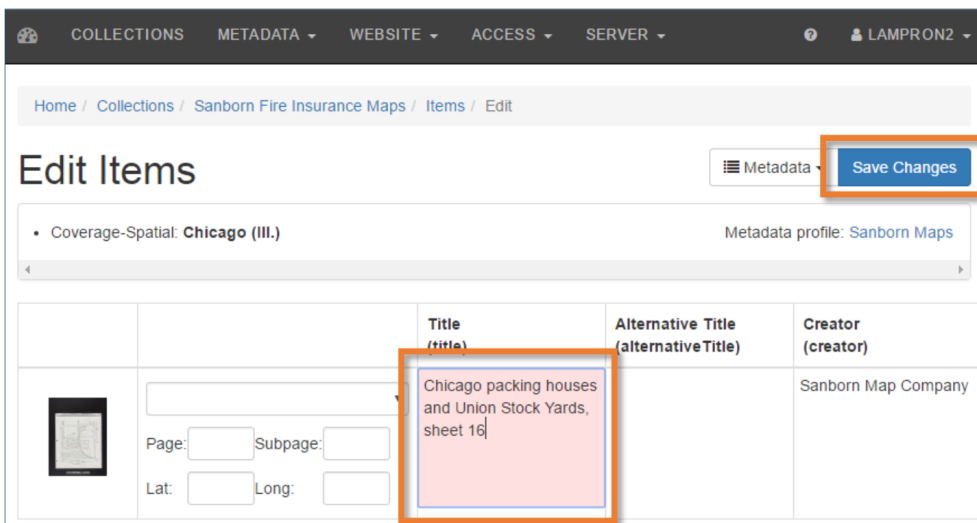 COLLECTIONS METADATA WEBSITE ACCESS SERVER LAMPRON2
Home / Collections / Sanborn Fire Insurance Maps / Items / Edit
Edit Items
Metadata
Save Changes
• Coverage-Spatial: Chicago (Ill.)
Metadata profile: Sanborn Maps
Title
(title)
Alternative Title
(alternativeTitle)
Creator
(creator)
Page:
Subpage:
Lat:
Long:
Chicago packing houses
and Union Stock Yards,
sheet 16
Sanborn Map Company